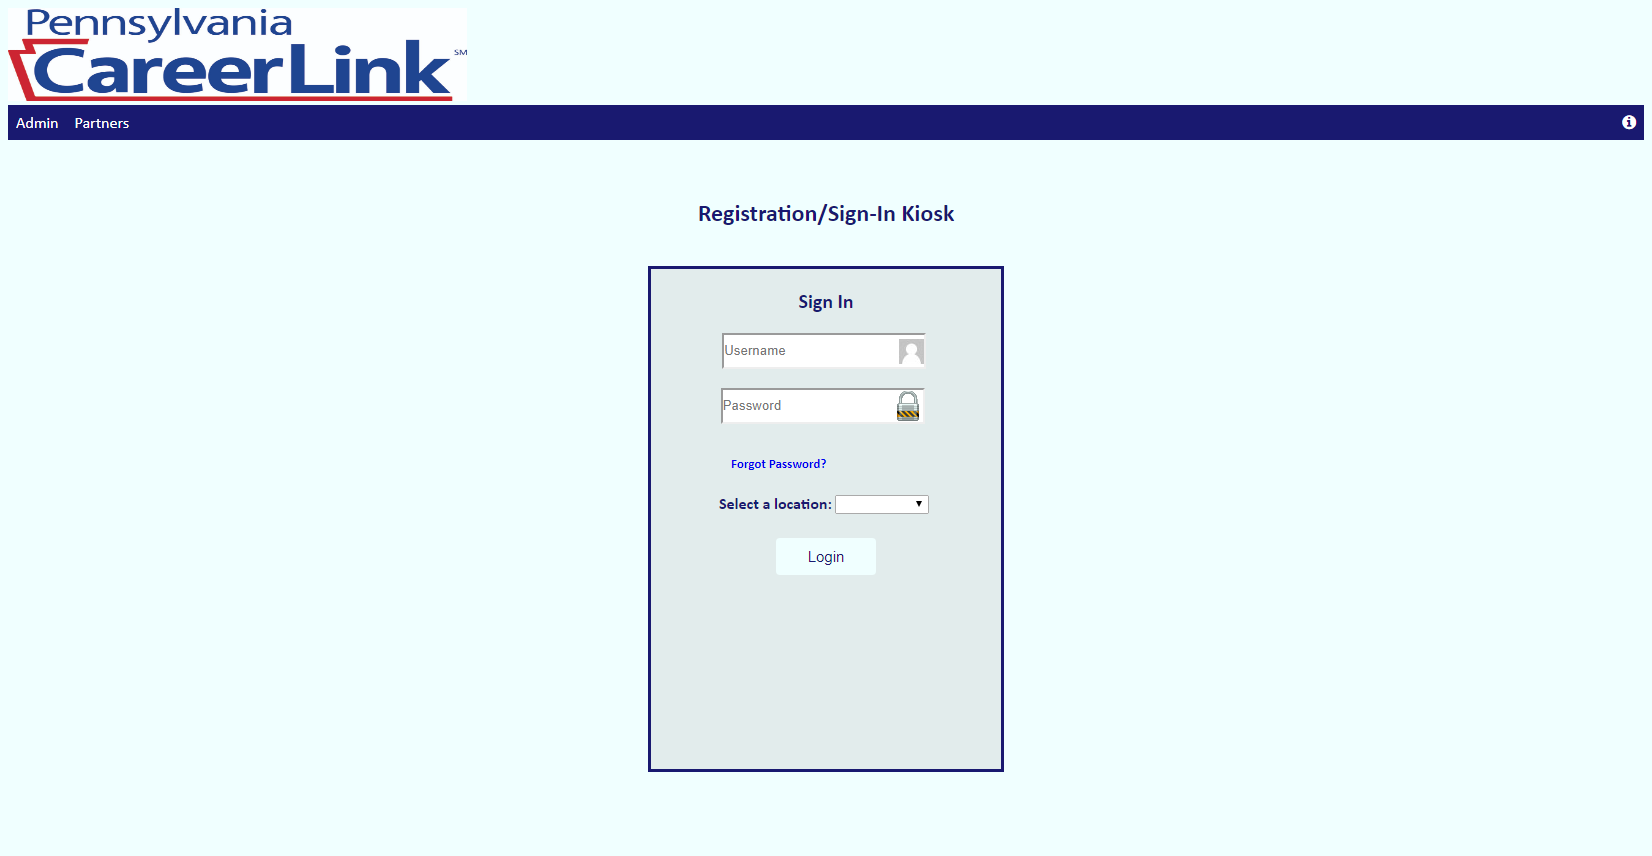 Pennsylvania
CareerLink SM
Admin Partners
Registration/Sign-In Kiosk
Sign In
Username
Password
Forgot Password?
Select a location:
Login